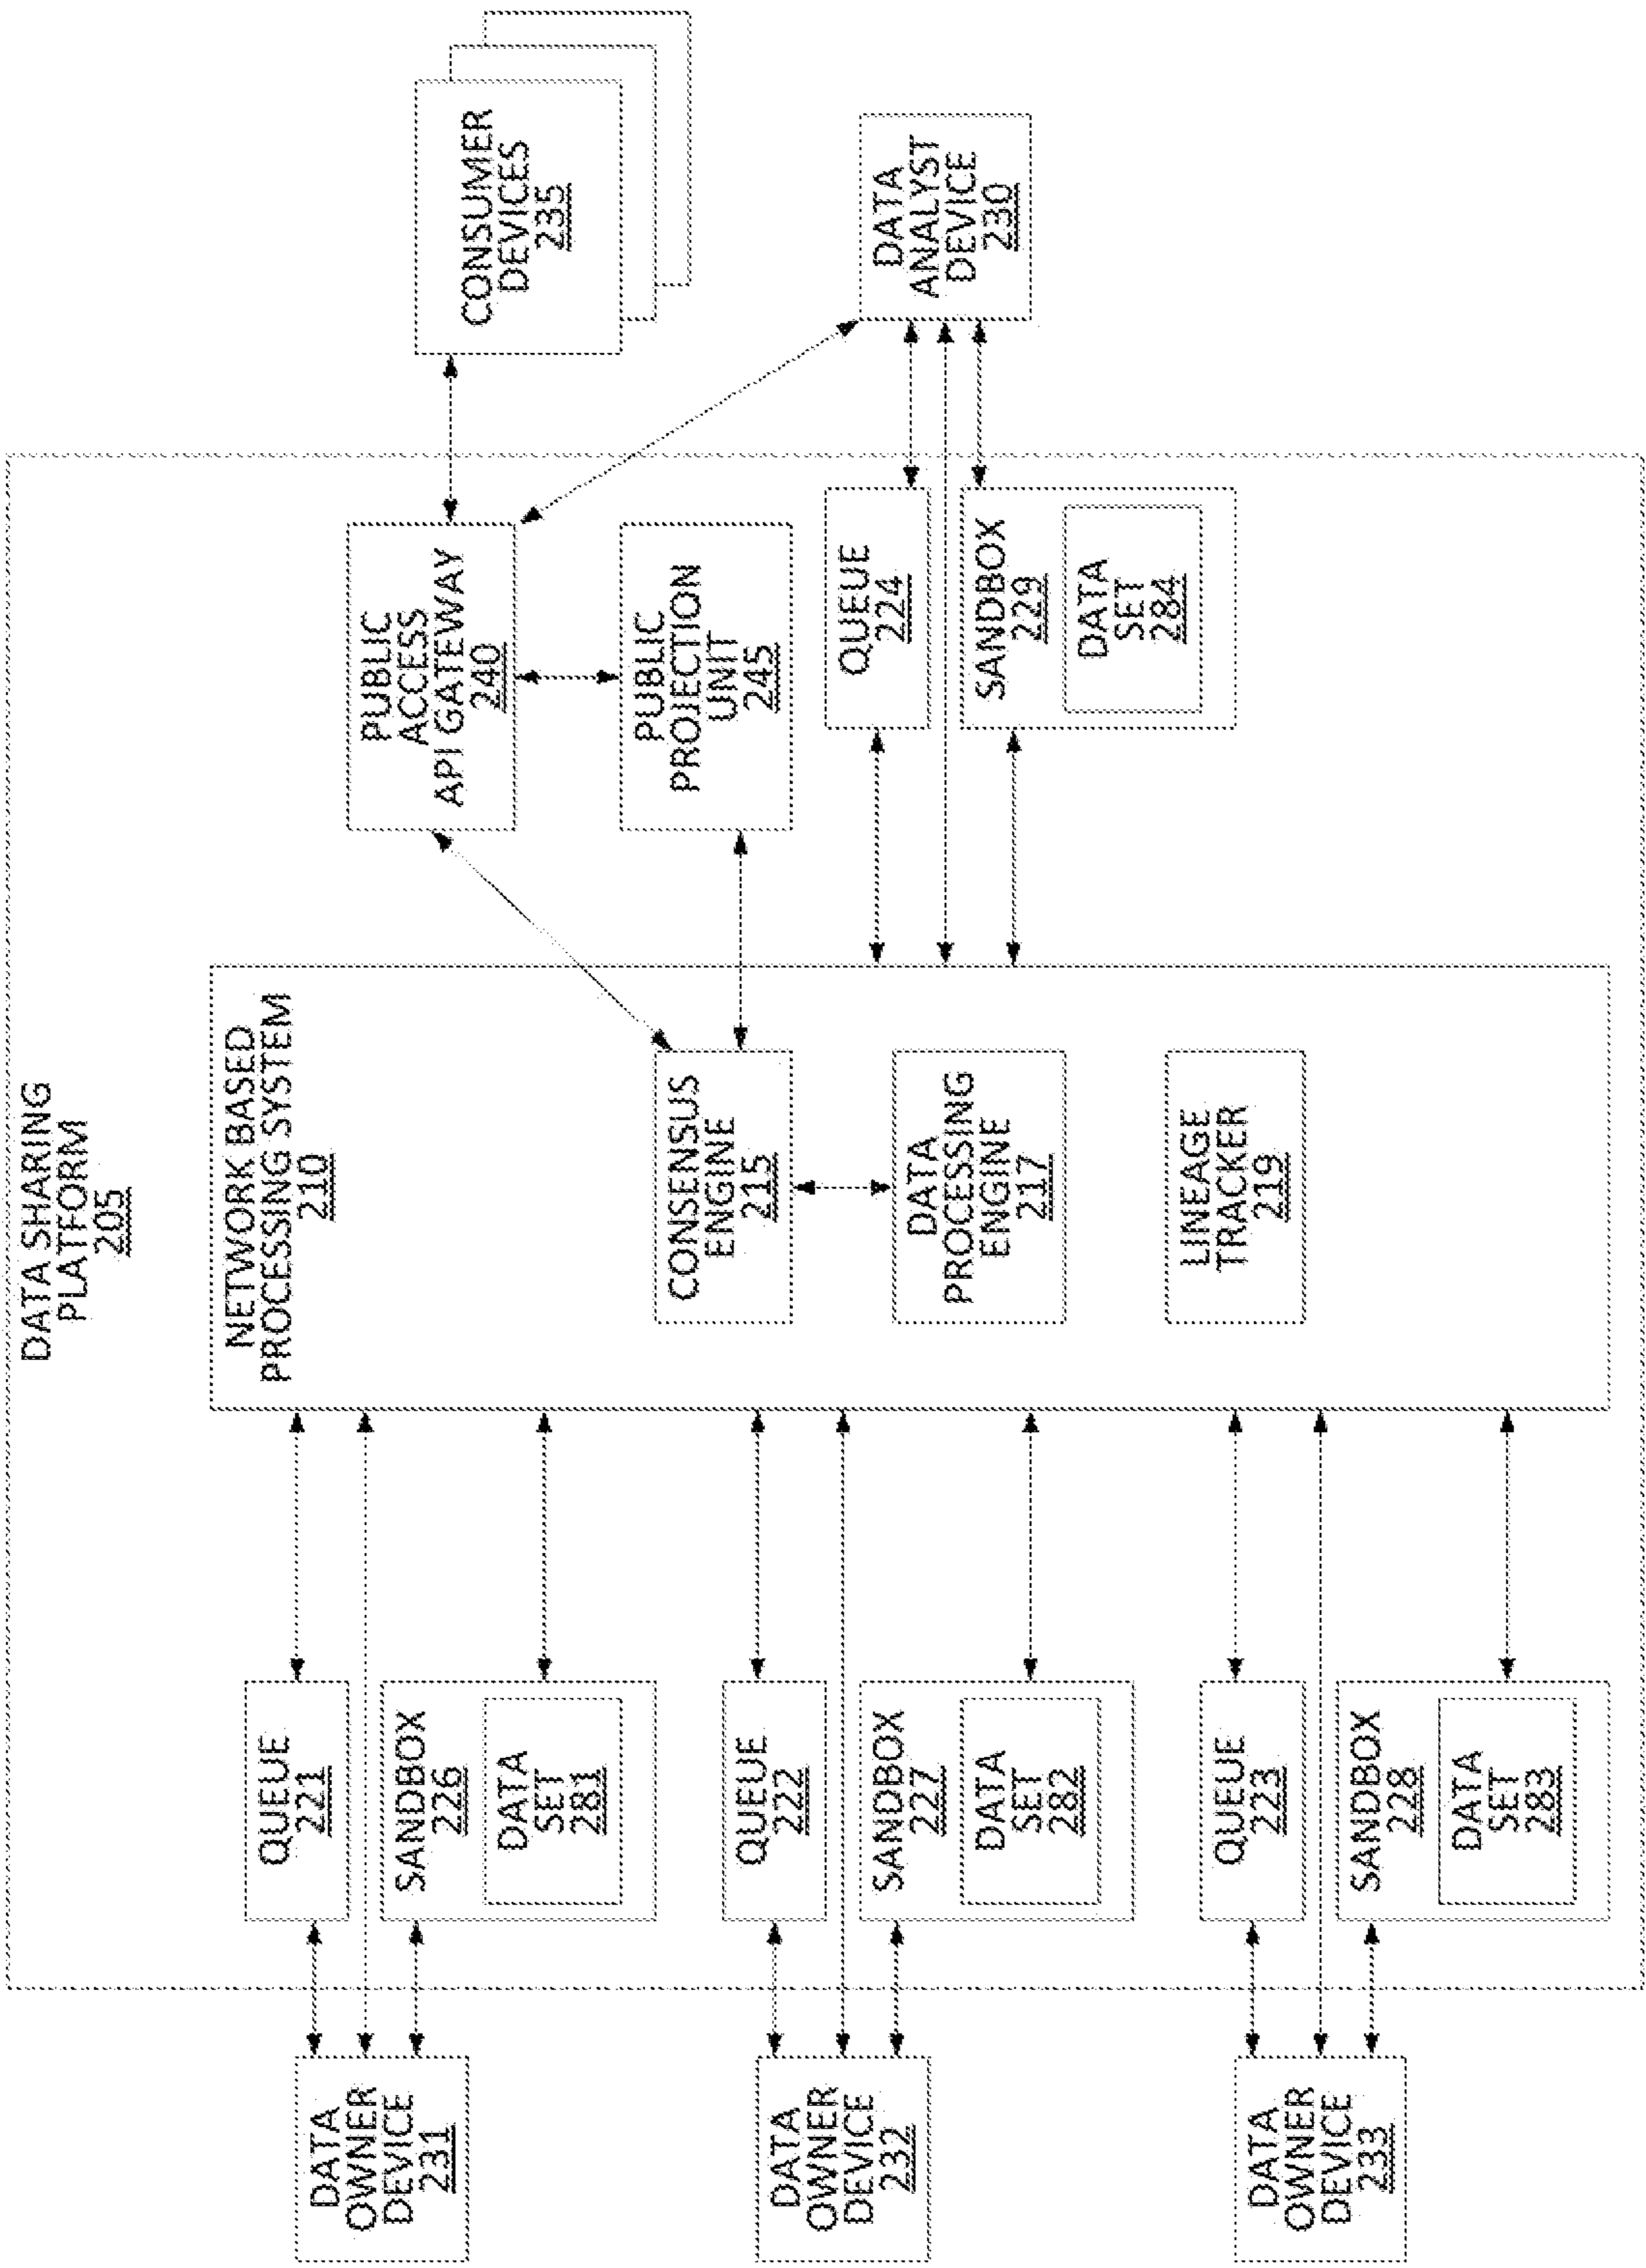 DATA SHARING
PLATFORM
205
DATA
OWNER
DEVICE
231
QUEUE
221
SANDBOX
226
DATA
SET
281
DATA
OWNER
DEVICE
232
QUEUE
222
SANDBOX
227
DATA
SET
282
DATA
OWNER
DEVICE
233
QUEUE
223
SANDBOX
228
DATA
SET
283
NETWORK BASED
PROCESSING SYSTEM
210
CONSENSUS
ENGINE
215
DATA
PROCESSING
ENGINE
217
LINEAGE
TRACKER
219
PUBLIC
ACCESS
API GATEWAY
240
PUBLIC
PROJECTION
UNIT
245
QUEUE
224
SANDBOX
229
DATA
SET
284
CONSUMER
DEVICES
235
DATA
ANALYST
DEVICE
230